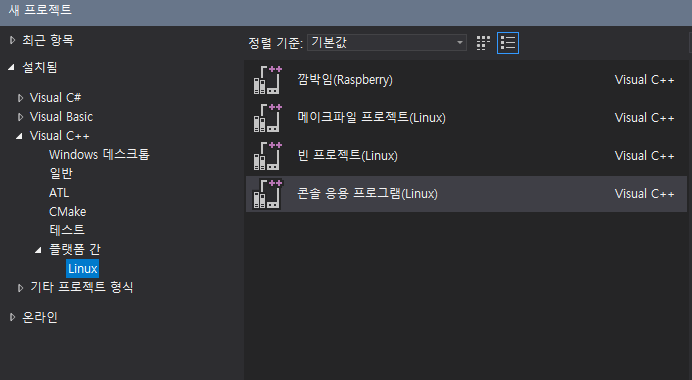 새 프로젝트
최근 항목
설치됨
Visual C#
Visual Basic
Visual C++
Windows 데스크톱
일반
ATL
CMake
테스트
플랫폼 간
Linux
기타 프로젝트 형식
온라인
정렬 기준: 기본값
깜박임(Raspberry) Visual C++
메이크파일 프로젝트(Linux) Visual C++
빈 프로젝트(Linux) Visual C++
콘솔 응용 프로그램(Linux) Visual C++